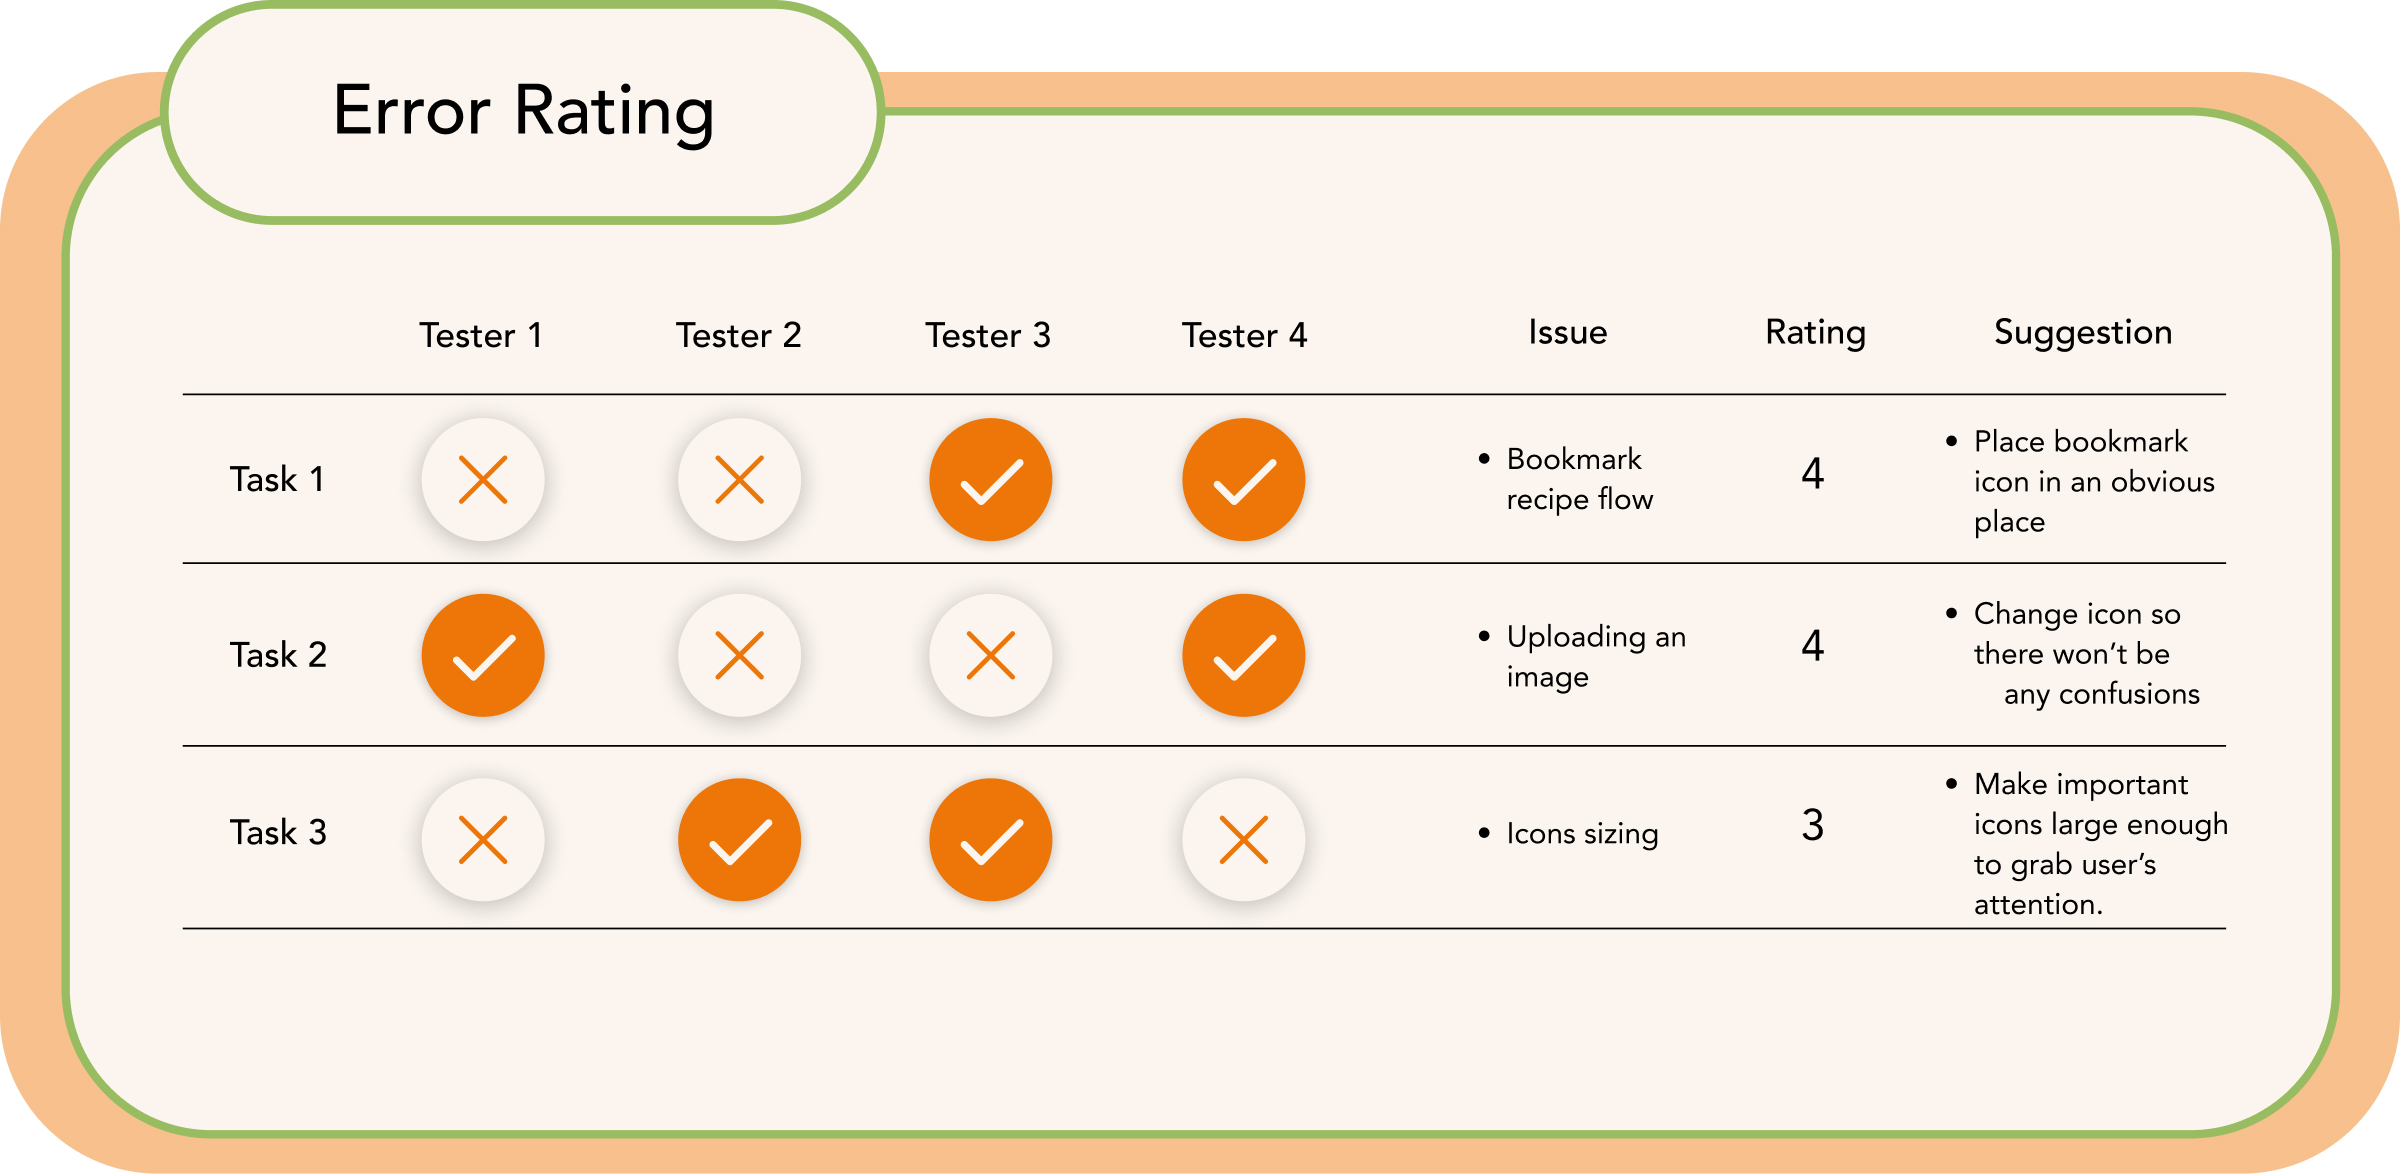 Error Rating
Tester 1 Tester 2 Tester 3 Tester 4 Issue Rating Suggestion
Task 1
• Bookmark
recipe flow
4
• Place bookmark
icon in an obvious
place
Task 2
• Uploading an
image
4
• Change icon so
there won’t be
any confusions
Task 3
• Icons sizing
3
• Make important
icons large enough
to grab user’s
attention.